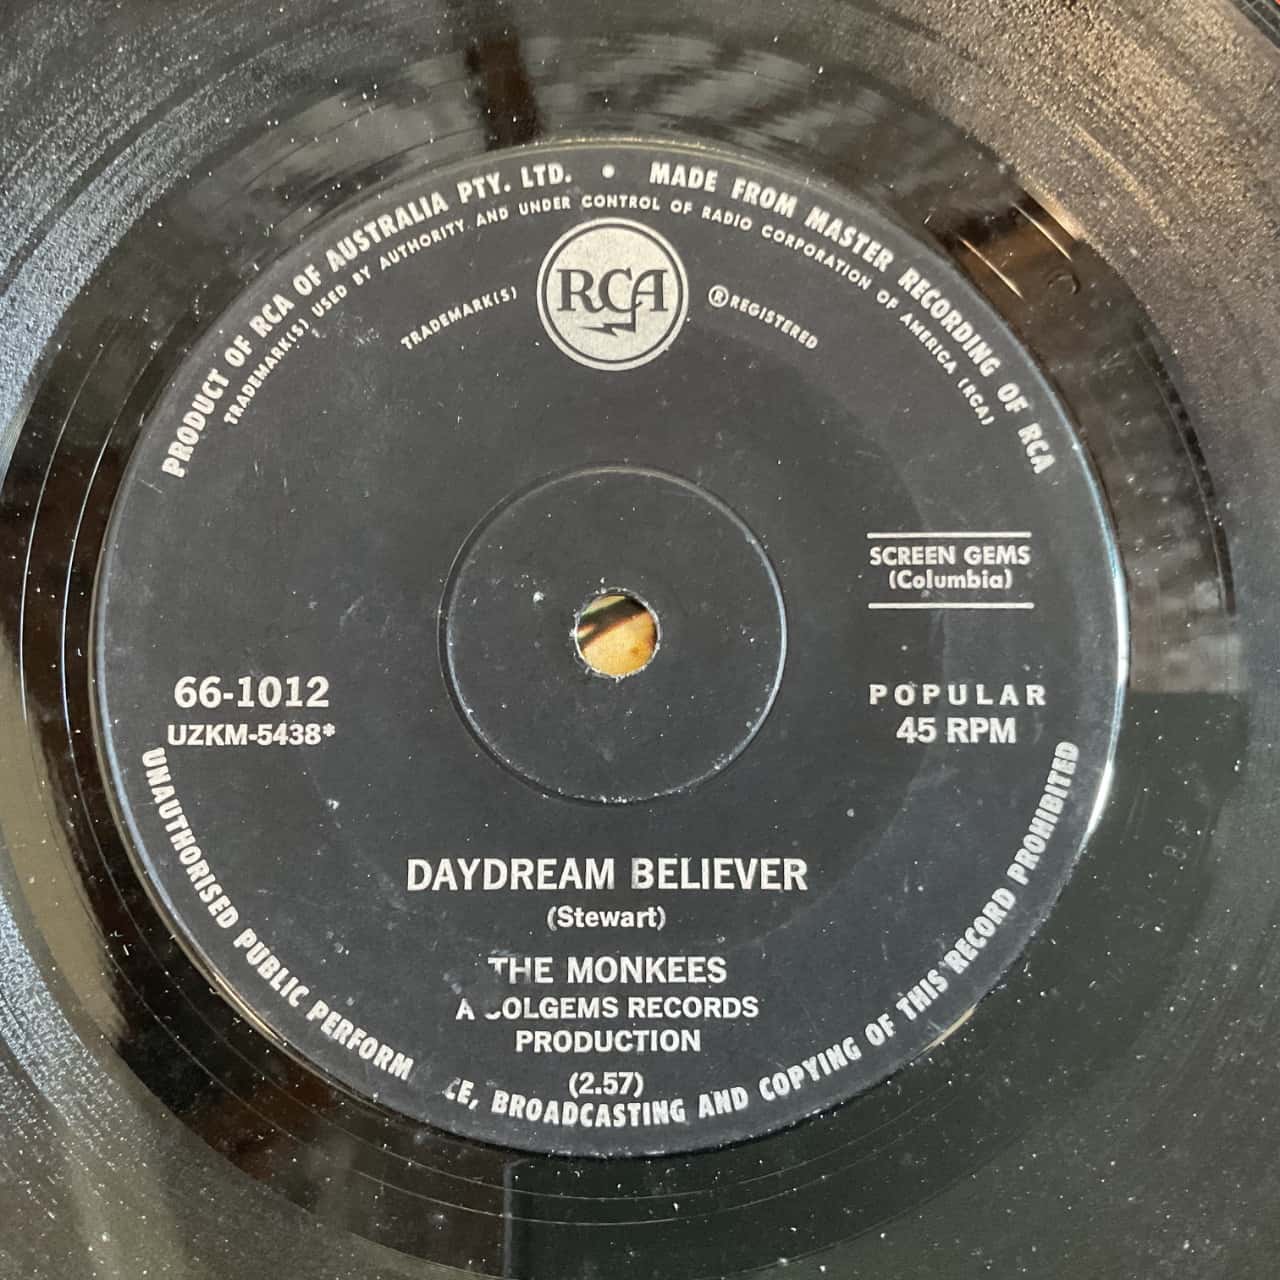 PRODUCT OF RCA OF AUSTRALIA PTY. LTD. • MADE FROM MASTER RECORDING OF RCA
TRADEMARK(S) USED BY AUTHORITY AND UNDER CONTROL OF RADIO CORPORATION OF AMERICA (RCA)
TRADEMARK(S) RCA ® REGISTERED
SCREEN GEMS
(Columbia)
66-1012
UZKM-5438*
POPULAR
45 RPM
DAYDREAM BELIEVER
(Stewart)
THE MONKEES
A COLGEMS RECORDS
PRODUCTION
(2.57)
UNAUTHORISED PUBLIC PERFORM CE, BROADCASTING AND COPYING OF THIS RECORD PROHIBITED